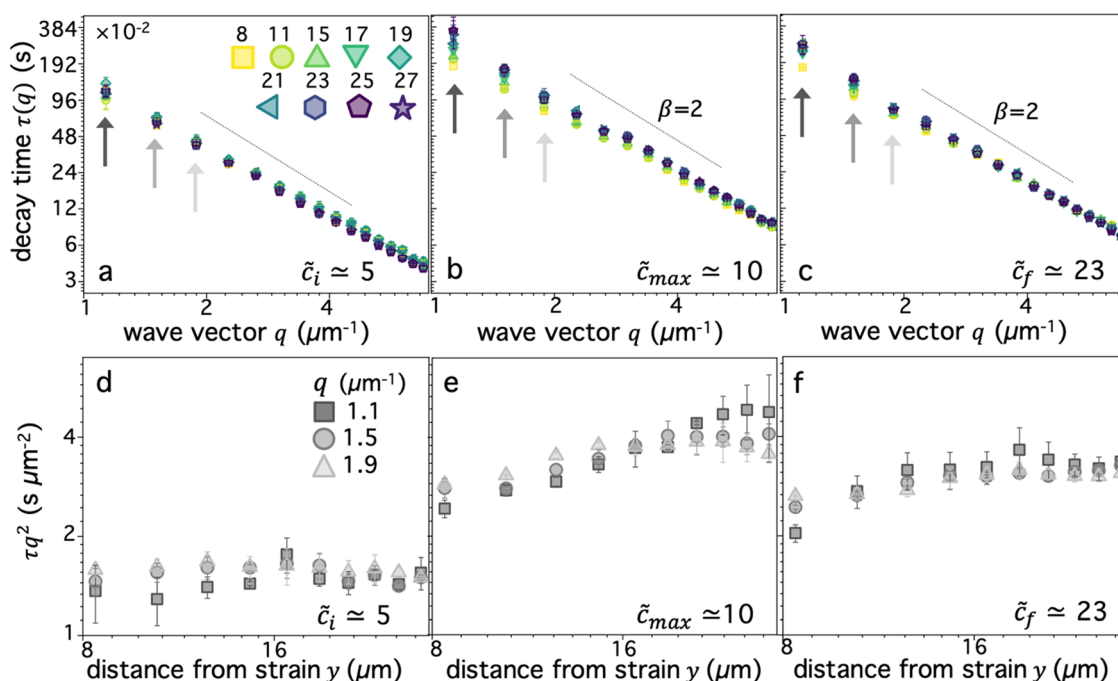 384
×10⁻²
8 11 15 17 19
21 23 25 27
192
96
48
24
12
6
3
decay time τ(q) (s)
a
c̃ᵢ ≃ 5
1 2 4
wave vector q (μm⁻¹)
β=2
b
c̃ₘₐₓ ≃ 10
1 2 4
wave vector q (μm⁻¹)
β=2
c
c̃_f ≃ 23
1 2 4
wave vector q (μm⁻¹)
d
q (μm⁻¹)
1.1
1.5
1.9
4
2
1
τq² (s μm⁻²)
c̃ᵢ ≃ 5
8 16
distance from strain y (μm)
e
c̃ₘₐₓ ≃10
16
distance from strain y (μm)
f
c̃_f ≃ 23
8 16
distance from strain y (μm)